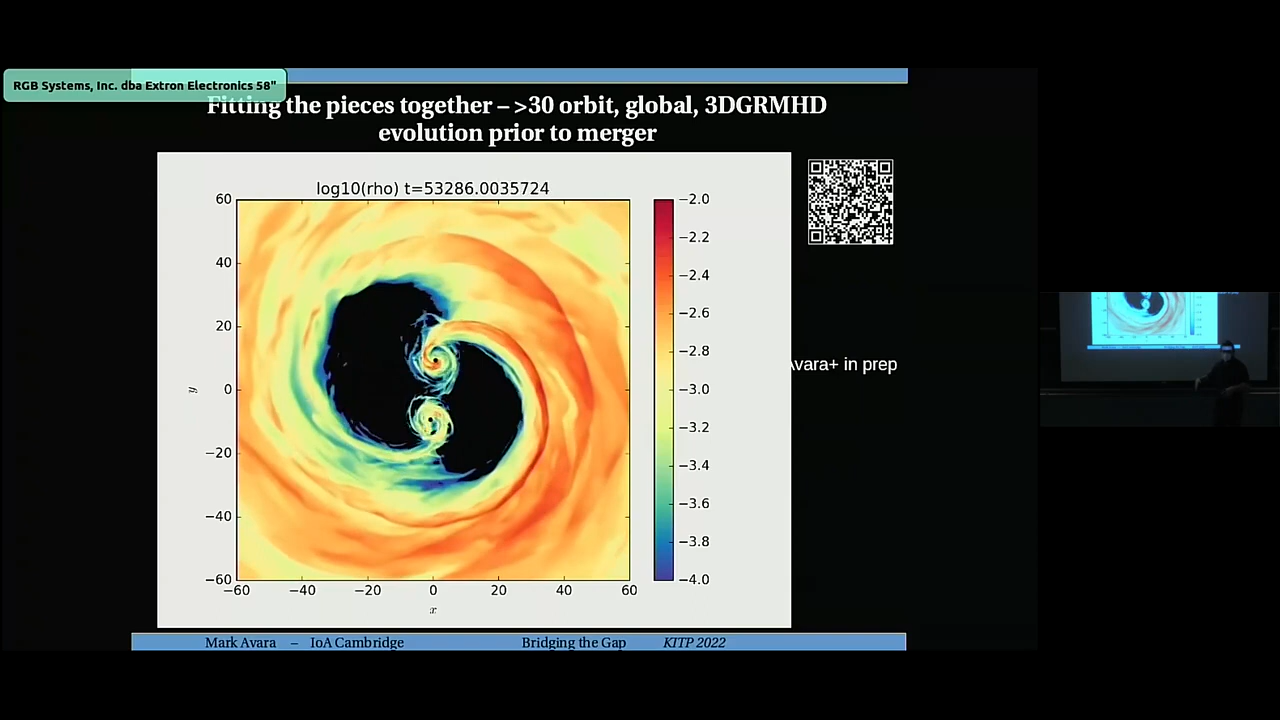 RGB Systems, Inc. dba Extron Electronics 58"
Fitting the pieces together – >30 orbit, global, 3DGRMHD
evolution prior to merger
log10(rho) t=53286.0035724
60
40
20
0
−20
−40
−60
y
−60 −40 −20 0 20 40 60
x
−2.0
−2.2
−2.4
−2.6
−2.8
−3.0
−3.2
−3.4
−3.6
−3.8
−4.0
Avara+ in prep
Mark Avara – IoA Cambridge Bridging the Gap KITP 2022